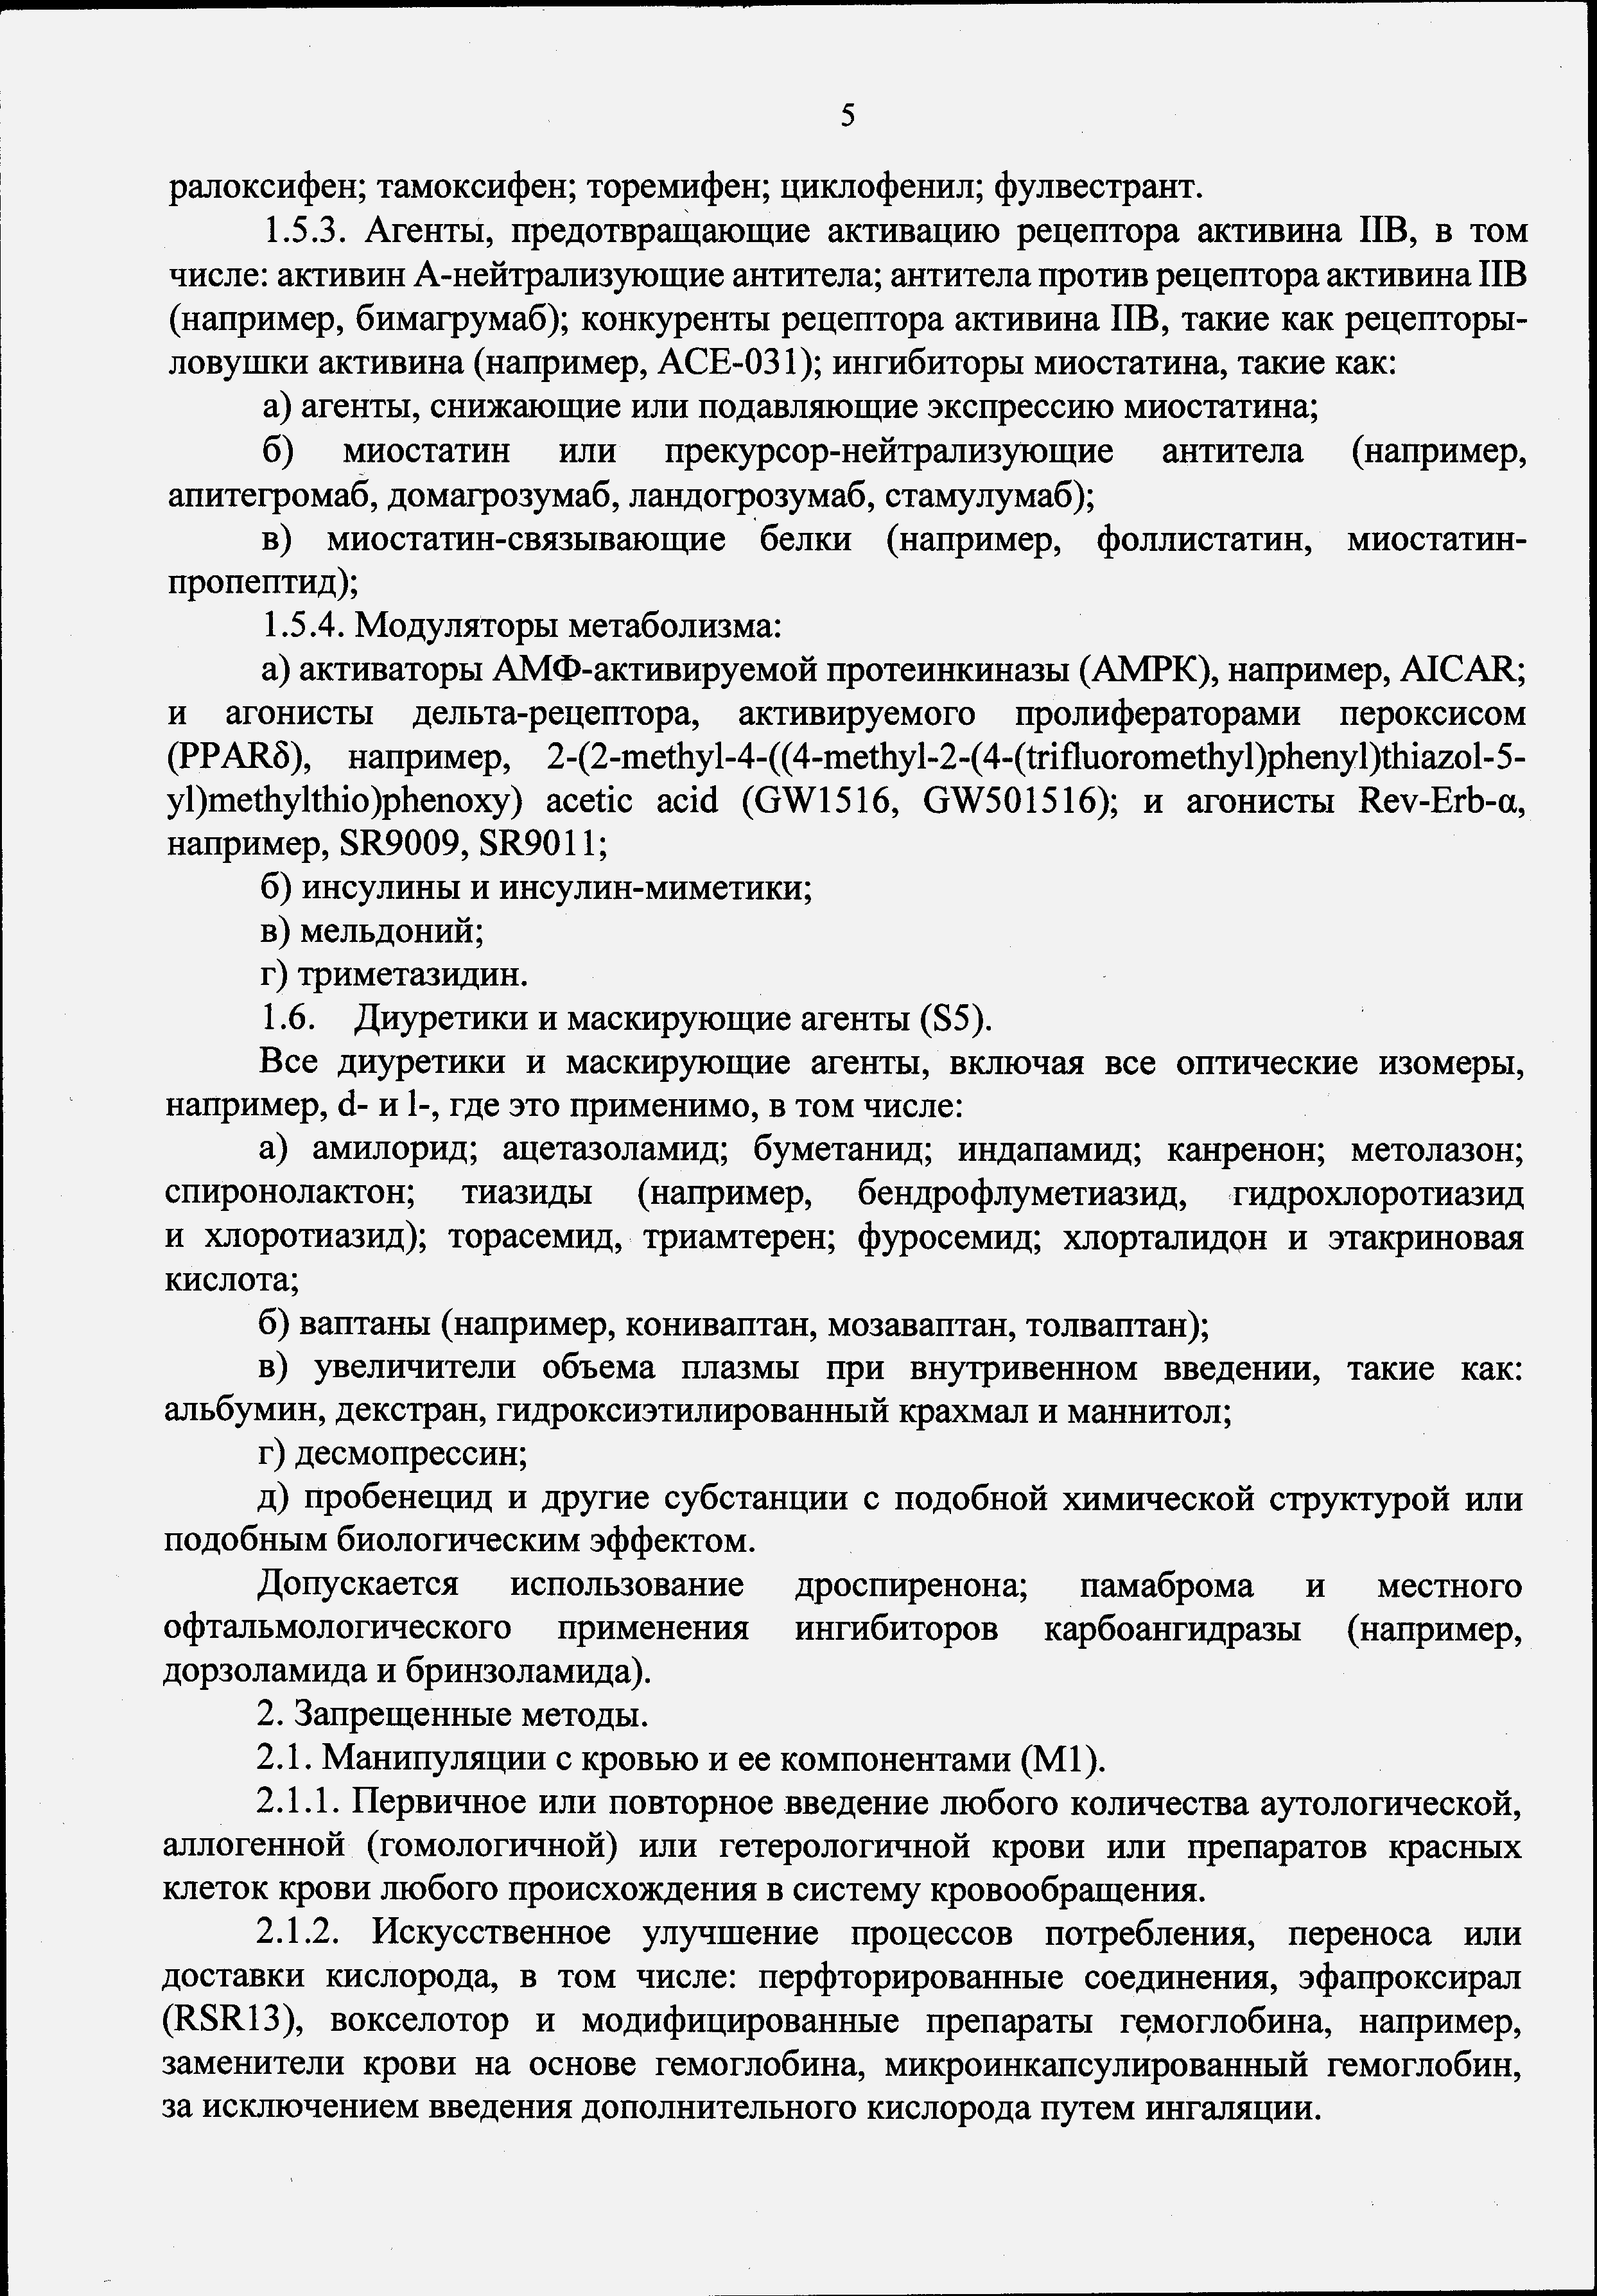 5
ралоксифен; тамоксифен; торемифен; циклофенил; фулвестрант.
1.5.3. Агенты, предотвращающие активацию рецептора активина IIB, в том
числе: активин А-нейтрализующие антитела; антитела против рецептора активина IIB
(например, бимагрумаб); конкуренты рецептора активина IIB, такие как рецепторы-
ловушки активина (например, ACE-031); ингибиторы миостатина, такие как:
а) агенты, снижающие или подавляющие экспрессию миостатина;
б) миостатин или прекурсор-нейтрализующие антитела (например,
апитегромаб, домагрозумаб, ландогрозумаб, стамулумаб);
в) миостатин-связывающие белки (например, фоллистатин, миостатин-
пропептид);
1.5.4. Модуляторы метаболизма:
а) активаторы АМФ-активируемой протеинкиназы (AMPK), например, AICAR;
и агонисты дельта-рецептора, активируемого пролифераторами пероксисом
(PPARδ), например, 2-(2-methyl-4-((4-methyl-2-(4-(trifluoromethyl)phenyl)thiazol-5-
yl)methylthio)phenoxy) acetic acid (GW1516, GW501516); и агонисты Rev-Erb-α,
например, SR9009, SR9011;
б) инсулины и инсулин-миметики;
в) мельдоний;
г) триметазидин.
1.6. Диуретики и маскирующие агенты (S5).
Все диуретики и маскирующие агенты, включая все оптические изомеры,
например, d- и l-, где это применимо, в том числе:
а) амилорид; ацетазоламид; буметанид; индапамид; канренон; метолазон;
спиронолактон; тиазиды (например, бендрофлуметиазид, гидрохлоротиазид
и хлоротиазид); торасемид, триамтерен; фуросемид; хлорталидон и этакриновая
кислота;
б) ваптаны (например, кониваптан, мозаваптан, толваптан);
в) увеличители объема плазмы при внутривенном введении, такие как:
альбумин, декстран, гидроксиэтилированный крахмал и маннитол;
г) десмопрессин;
д) пробенецид и другие субстанции с подобной химической структурой или
подобным биологическим эффектом.
Допускается использование дроспиренона; памаброма и местного
офтальмологического применения ингибиторов карбоангидразы (например,
дорзоламида и бринзоламида).
2. Запрещенные методы.
2.1. Манипуляции с кровью и ее компонентами (M1).
2.1.1. Первичное или повторное введение любого количества аутологической,
аллогенной (гомологичной) или гетерологичной крови или препаратов красных
клеток крови любого происхождения в систему кровообращения.
2.1.2. Искусственное улучшение процессов потребления, переноса или
доставки кислорода, в том числе: перфторированные соединения, эфапроксирал
(RSR13), вокселотор и модифицированные препараты гемоглобина, например,
заменители крови на основе гемоглобина, микроинкапсулированный гемоглобин,
за исключением введения дополнительного кислорода путем ингаляции.